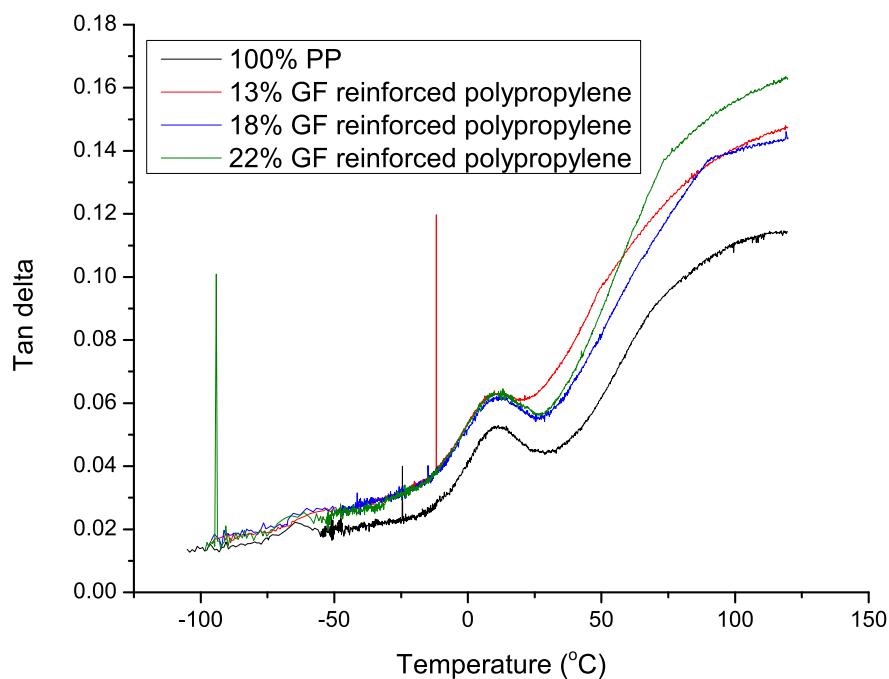 0.18
0.16
0.14
0.12
0.10
0.08
0.06
0.04
0.02
0.00
Tan delta
100% PP
13% GF reinforced polypropylene
18% GF reinforced polypropylene
22% GF reinforced polypropylene
-100 -50 0 50 100 150
Temperature (°C)